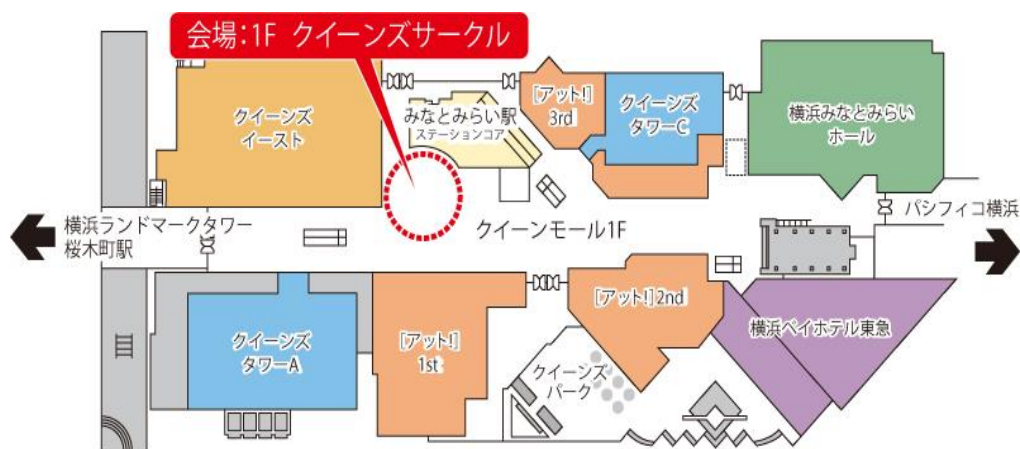 会場：1F クイーンズサークル
クイーンズ
イースト
みなとみらい駅
ステーションコア
[アット!]
3rd
クイーンズ
タワーC
横浜みなとみらい
ホール
横浜ランドマークタワー
桜木町駅
クイーンモール1F
パシフィコ横浜
クイーンズ
タワーA
[アット!]
1st
[アット!]2nd
クイーンズ
パーク
横浜ベイホテル東急